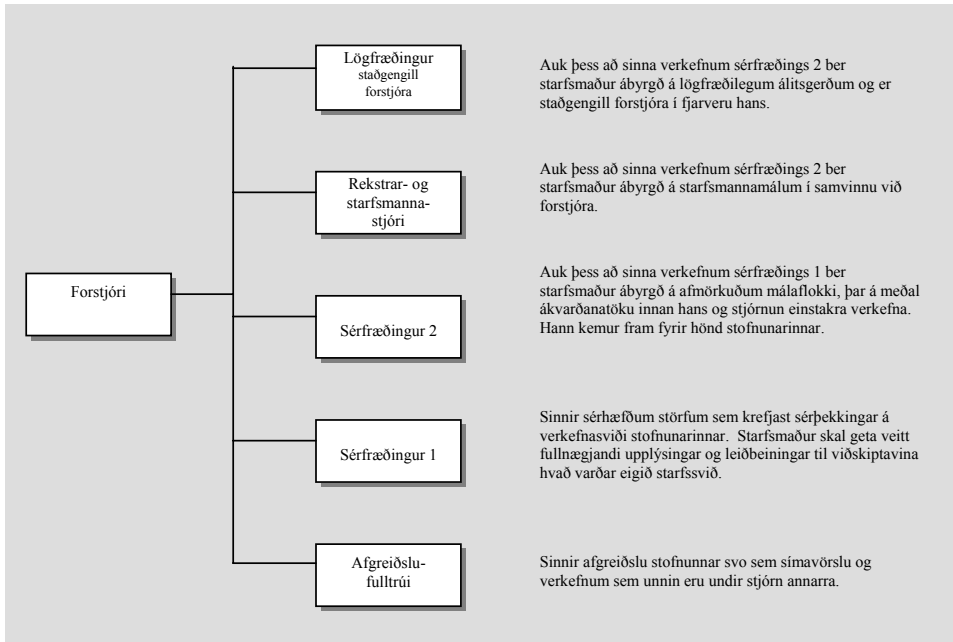 Lögfræðingur
staðgengill
forstjóra
Auk þess að sinna verkefnum sérfræðings 2 ber
starfsmaður ábyrgð á lögfræðilegum álitsgerðum og er
staðgengill forstjóra í fjarveru hans.
Rekstrar- og
starfsmanna-
stjóri
Auk þess að sinna verkefnum sérfræðings 2 ber
starfsmaður ábyrgð á starfsmannamálum í samvinnu við
forstjóra.
Forstjóri
Sérfræðingur 2
Auk þess að sinna verkefnum sérfræðings 1 ber
starfsmaður ábyrgð á afmörkuðum málaflokki, þar á meðal
ákvarðanatöku innan hans og stjórnun einstakra verkefna.
Hann kemur fram fyrir hönd stofnunarinnar.
Sérfræðingur 1
Sinnir sérhæfðum störfum sem krefjast sérþekkingar á
verkefnasviði stofnunarinnar.  Starfsmaður skal geta veitt
fullnægjandi upplýsingar og leiðbeiningar til viðskiptavina
hvað varðar eigið starfssvið.
Afgreiðslu-
fulltrúi
Sinnir afgreiðslu stofnunnar svo sem símavörslu og
verkefnum sem unnin eru undir stjórn annarra.